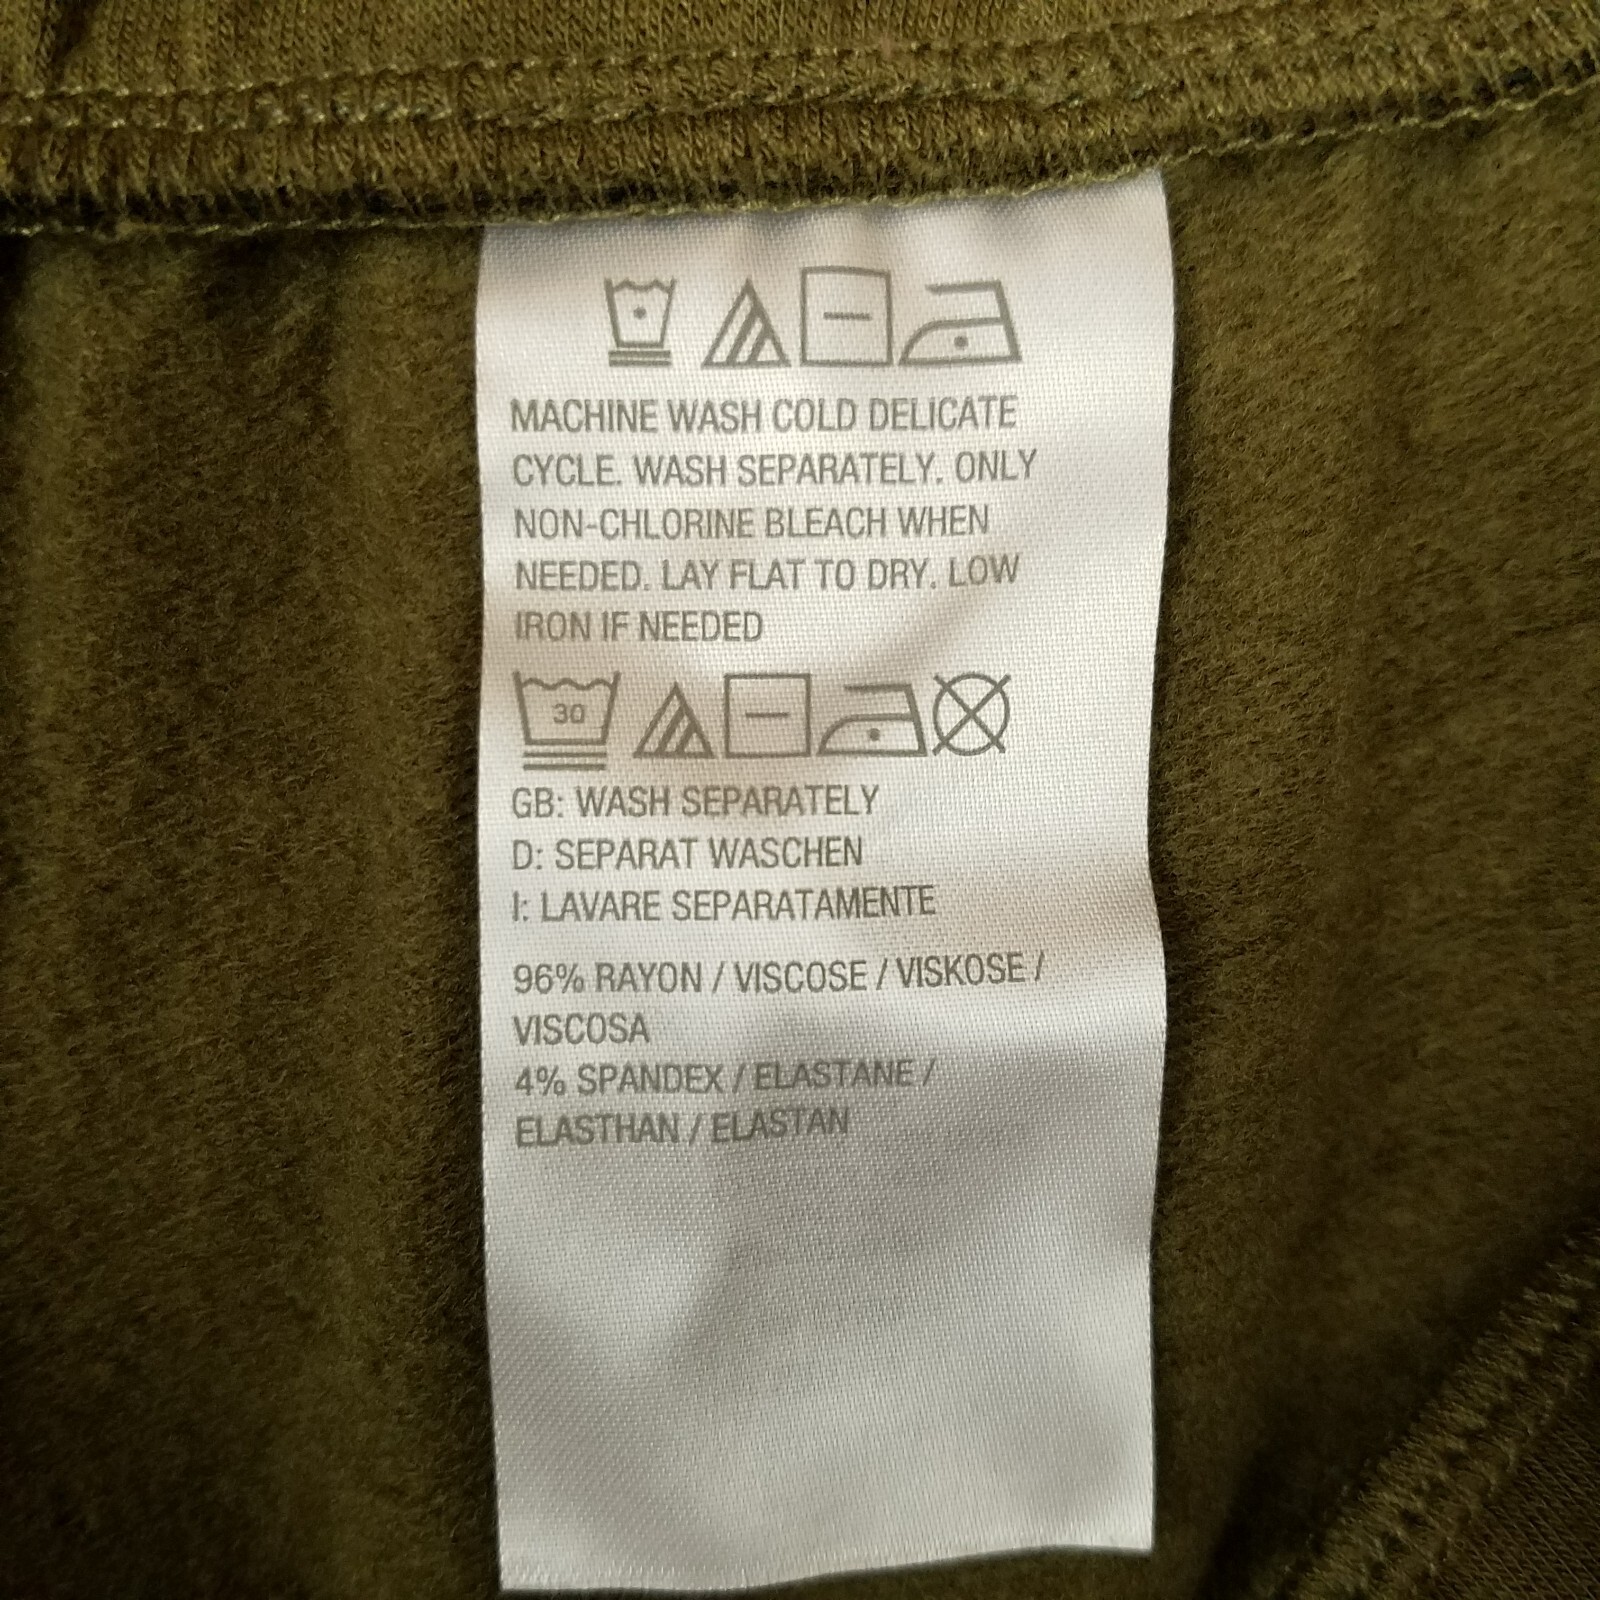 MACHINE WASH COLD DELICATE
CYCLE. WASH SEPARATELY. ONLY
NON-CHLORINE BLEACH WHEN
NEEDED. LAY FLAT TO DRY. LOW
IRON IF NEEDED
30
GB: WASH SEPARATELY
D: SEPARAT WASCHEN
I: LAVARE SEPARATAMENTE
96% RAYON / VISCOSE / VISKOSE /
VISCOSA
4% SPANDEX / ELASTANE /
ELASTHAN / ELASTAN